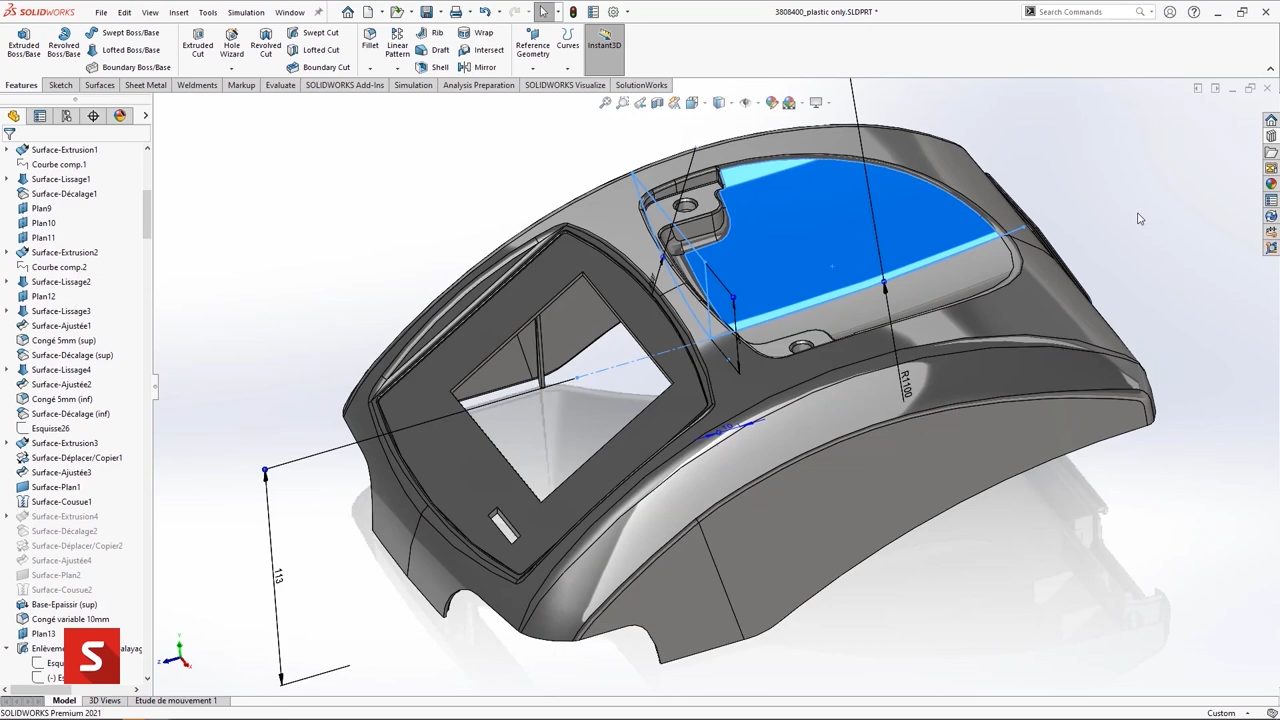 SOLIDWORKS File Edit View Insert Tools Simulation Window 3808400_plastic only.SLDPRT * Search Commands
Extruded Boss/Base
Revolved Boss/Base
Swept Boss/Base
Lofted Boss/Base
Boundary Boss/Base
Extruded Cut
Hole Wizard
Revolved Cut
Swept Cut
Lofted Cut
Boundary Cut
Fillet
Linear Pattern
Rib
Draft
Shell
Wrap
Intersect
Mirror
Reference Geometry
Curves
Instant3D
Features Sketch Surfaces Sheet Metal Weldments Markup Evaluate SOLIDWORKS Add-Ins Simulation Analysis Preparation SOLIDWORKS Visualize SolutionWorks
Surface-Extrusion1
Courbe comp.1
Surface-Lissage1
Surface-Décalage1
Plan9
Plan10
Plan11
Surface-Extrusion2
Courbe comp.2
Surface-Lissage2
Plan12
Surface-Lissage3
Surface-Ajustée1
Congé 5mm (sup)
Surface-Décalage (sup)
Surface-Lissage4
Surface-Ajustée2
Congé 5mm (inf)
Surface-Décalage (inf)
Esquisse26
Surface-Extrusion3
Surface-Déplacer/Copier1
Surface-Ajustée3
Surface-Plan1
Surface-Cousue1
Surface-Extrusion4
Surface-Décalage2
Surface-Déplacer/Copier2
Surface-Ajustée4
Surface-Plan2
Surface-Cousue2
Base-Epaissir (sup)
Congé variable 10mm
Plan13
R1100
113
S
Model 3D Views Etude de mouvement 1
SOLIDWORKS Premium 2021 Custom